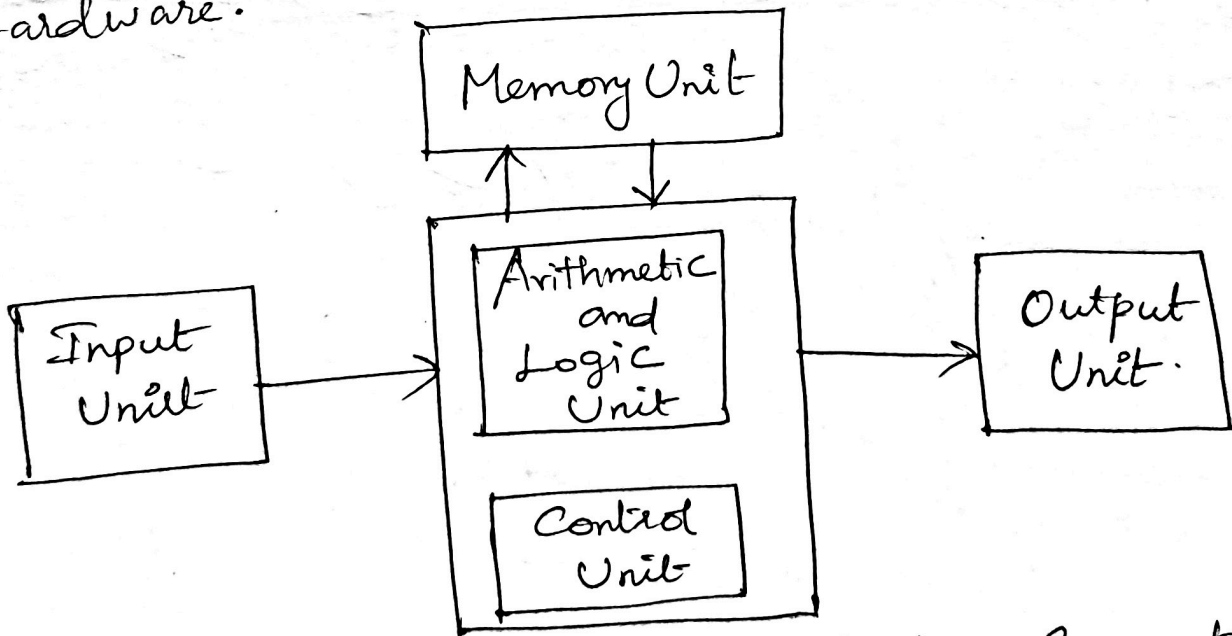 ardware.
Memory Unit
Arithmetic
and
Logic
Unit
Input
Unit
Output
Unit.
Control
Unit